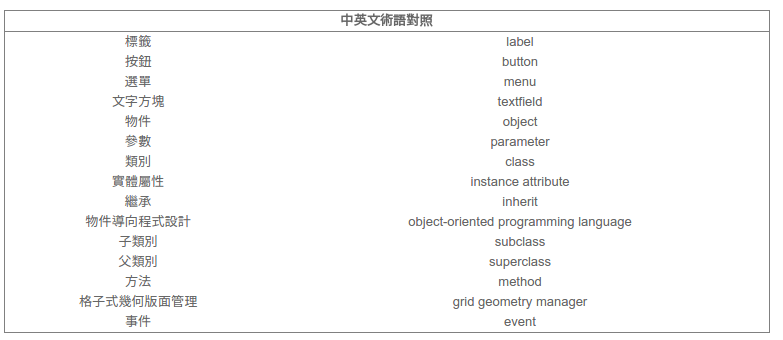 中英文術語對照
標籤 label
按鈕 button
選單 menu
文字方塊 textfield
物件 object
參數 parameter
類別 class
實體屬性 instance attribute
繼承 inherit
物件導向程式設計 object-oriented programming language
子類別 subclass
父類別 superclass
方法 method
格子式幾何版面管理 grid geometry manager
事件 event